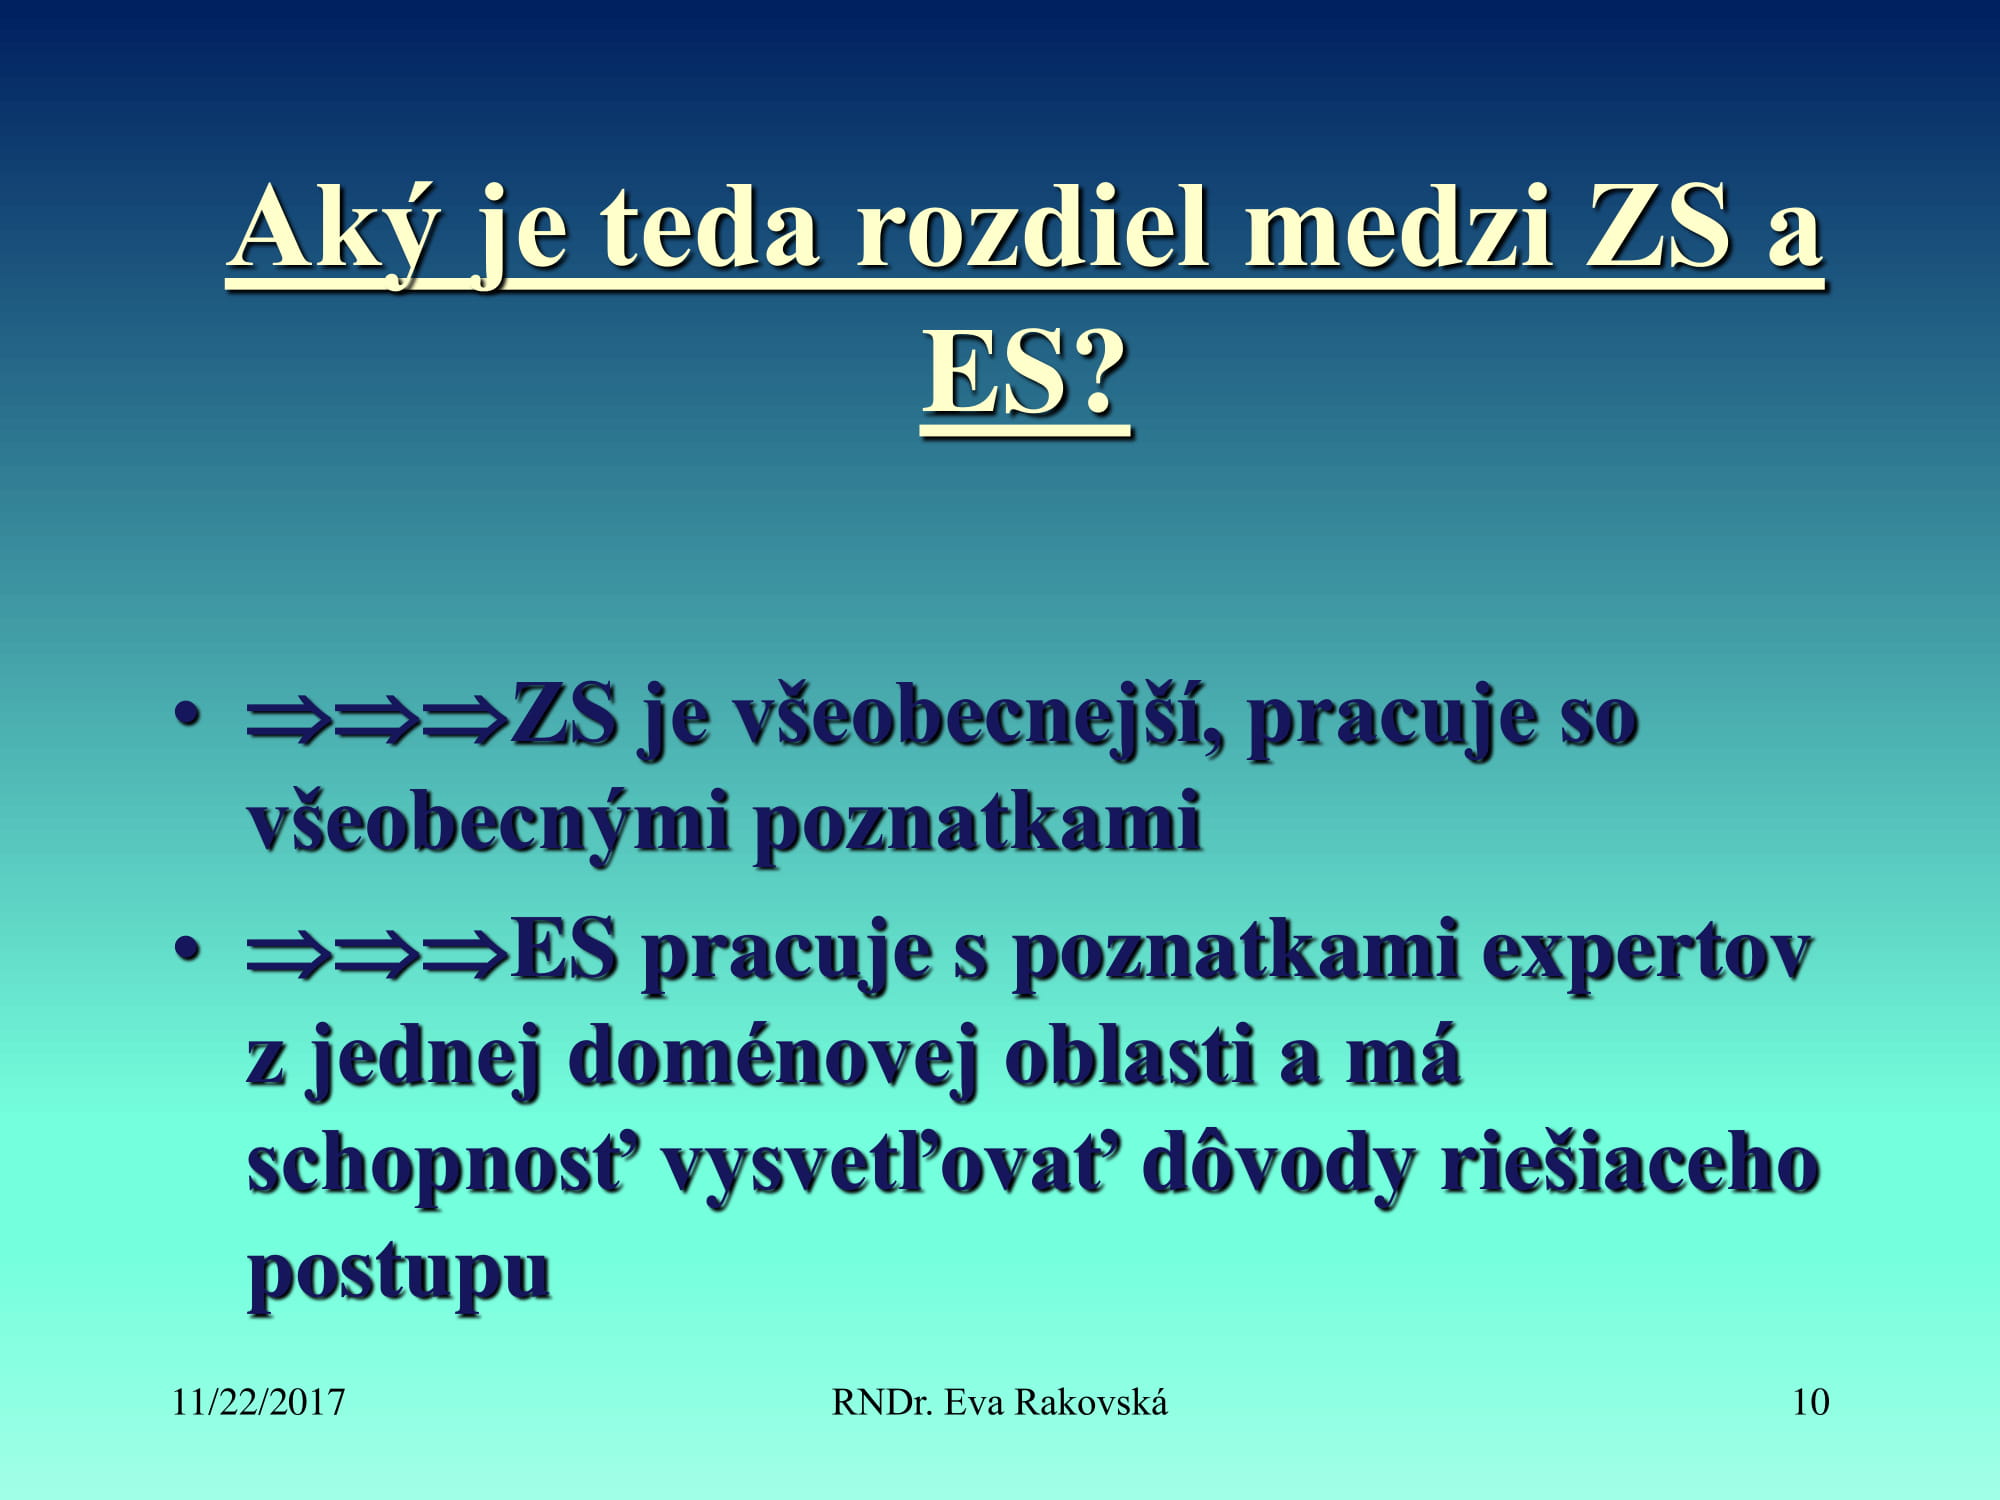 Aký je teda rozdiel medzi ZS a
ES?
• ⇒⇒⇒ZS je všeobecnejší, pracuje so
všeobecnými poznatkami
• ⇒⇒⇒ES pracuje s poznatkami expertov
z jednej doménovej oblasti a má
schopnosť vysvetľovať dôvody riešiaceho
postupu
11/22/2017 RNDr. Eva Rakovská 10